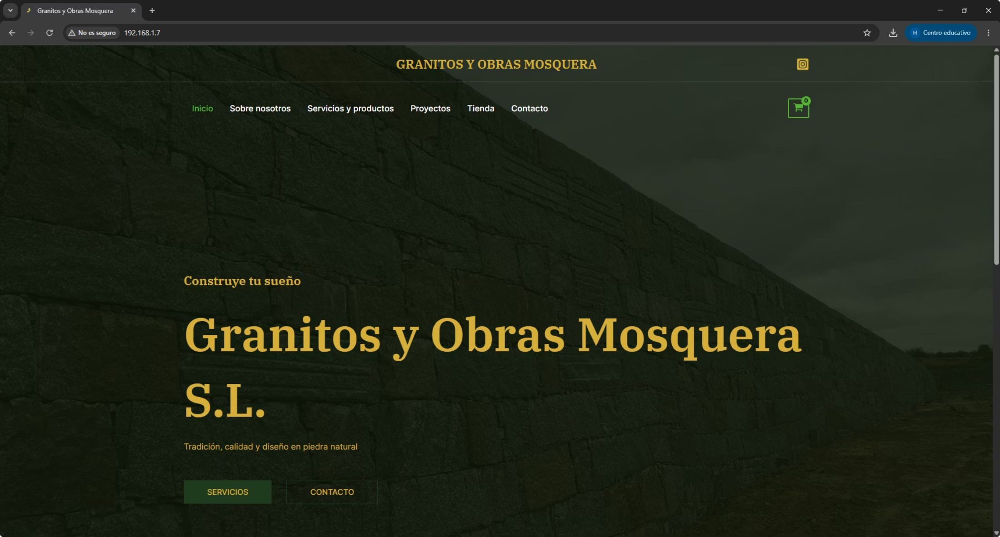 Granitos y Obras Mosquera
No es seguro
192.168.1.7
H
Centro educativo
GRANITOS Y OBRAS MOSQUERA
Inicio
Sobre nosotros
Servicios y productos
Proyectos
Tienda
Contacto
0
Construye tu sueño
Granitos y Obras Mosquera
S.L.
Tradición, calidad y diseño en piedra natural
SERVICIOS
CONTACTO